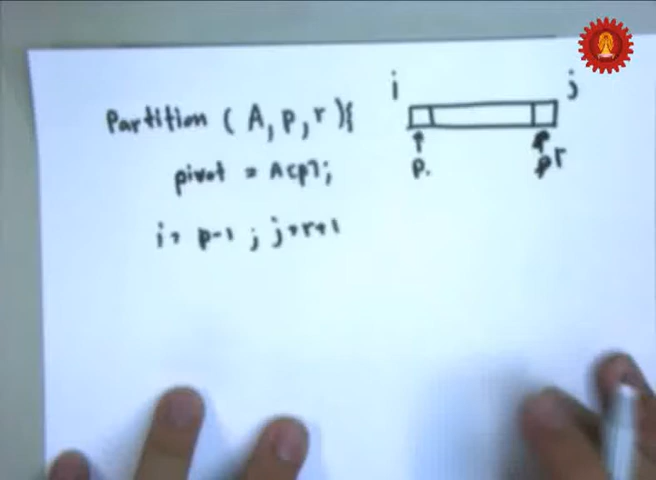 i j
Partition ( A, p, r ){
p. r
pivot = A[p];
i = p-1 ; j = r+1